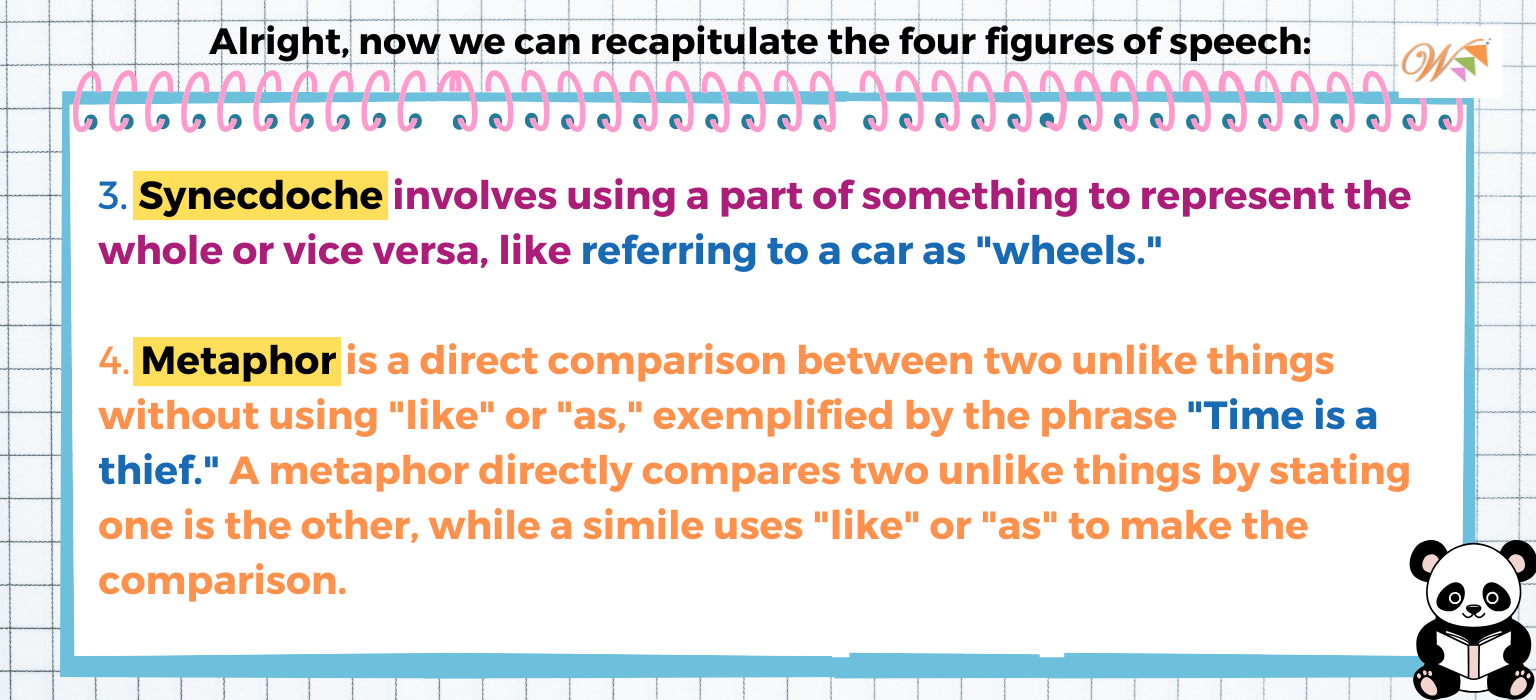 Alright, now we can recapitulate the four figures of speech:
W
3. Synecdoche involves using a part of something to represent the
whole or vice versa, like referring to a car as "wheels."
4. Metaphor is a direct comparison between two unlike things
without using "like" or "as," exemplified by the phrase "Time is a
thief." A metaphor directly compares two unlike things by stating
one is the other, while a simile uses "like" or "as" to make the
comparison.